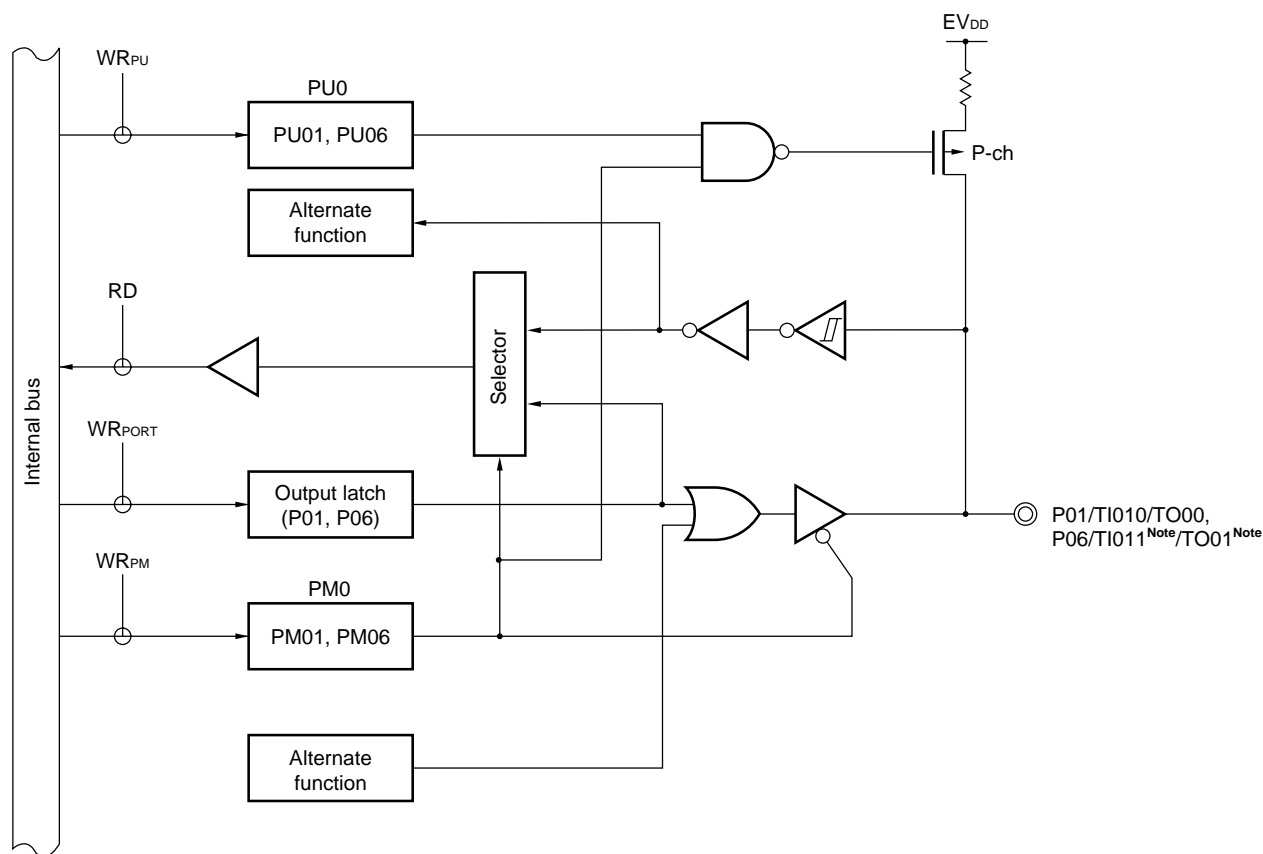 EVDD
WRPU
PU0
PU01, PU06
P-ch
Alternate
function
RD
Selector
Internal bus
WRPORT
Output latch
(P01, P06)
P01/TI010/TO00,
P06/TI011Note/TO01Note
WRPM
PM0
PM01, PM06
Alternate
function